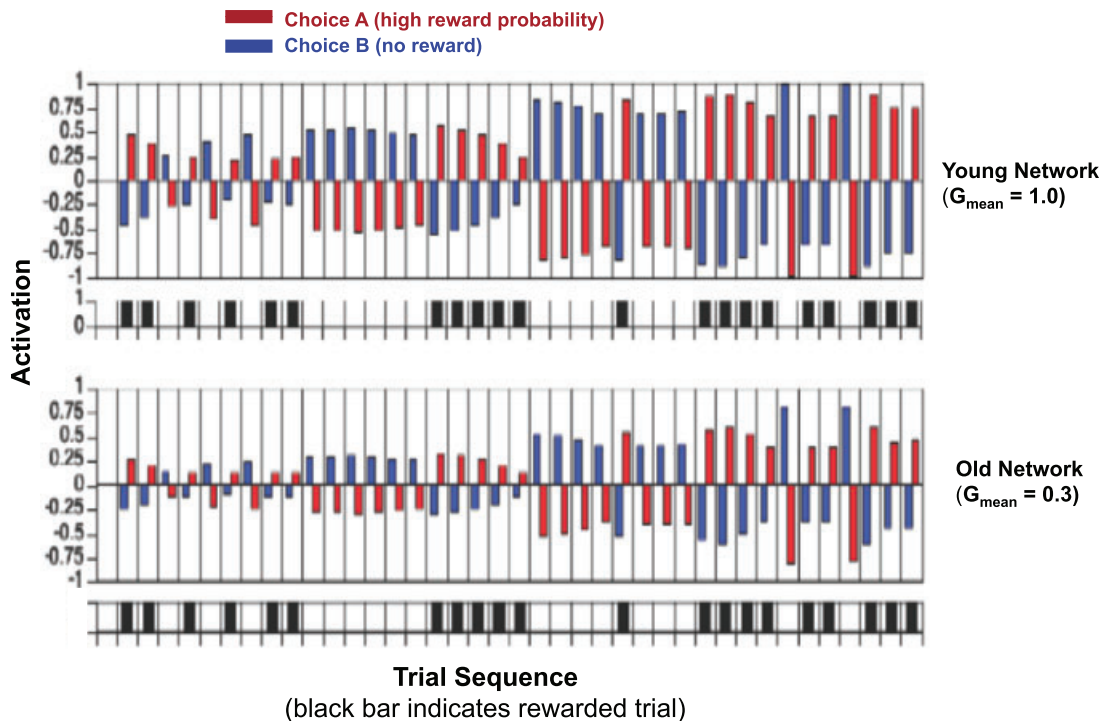 Choice A (high reward probability)
Choice B (no reward)
1
0.75
0.5
0.25
0
-0.25
-0.5
-0.75
-1
Young Network
(Gmean = 1.0)
1
0
Activation
1
0.75
0.5
0.25
0
-0.25
-0.5
-0.75
-1
Old Network
(Gmean = 0.3)
Trial Sequence
(black bar indicates rewarded trial)